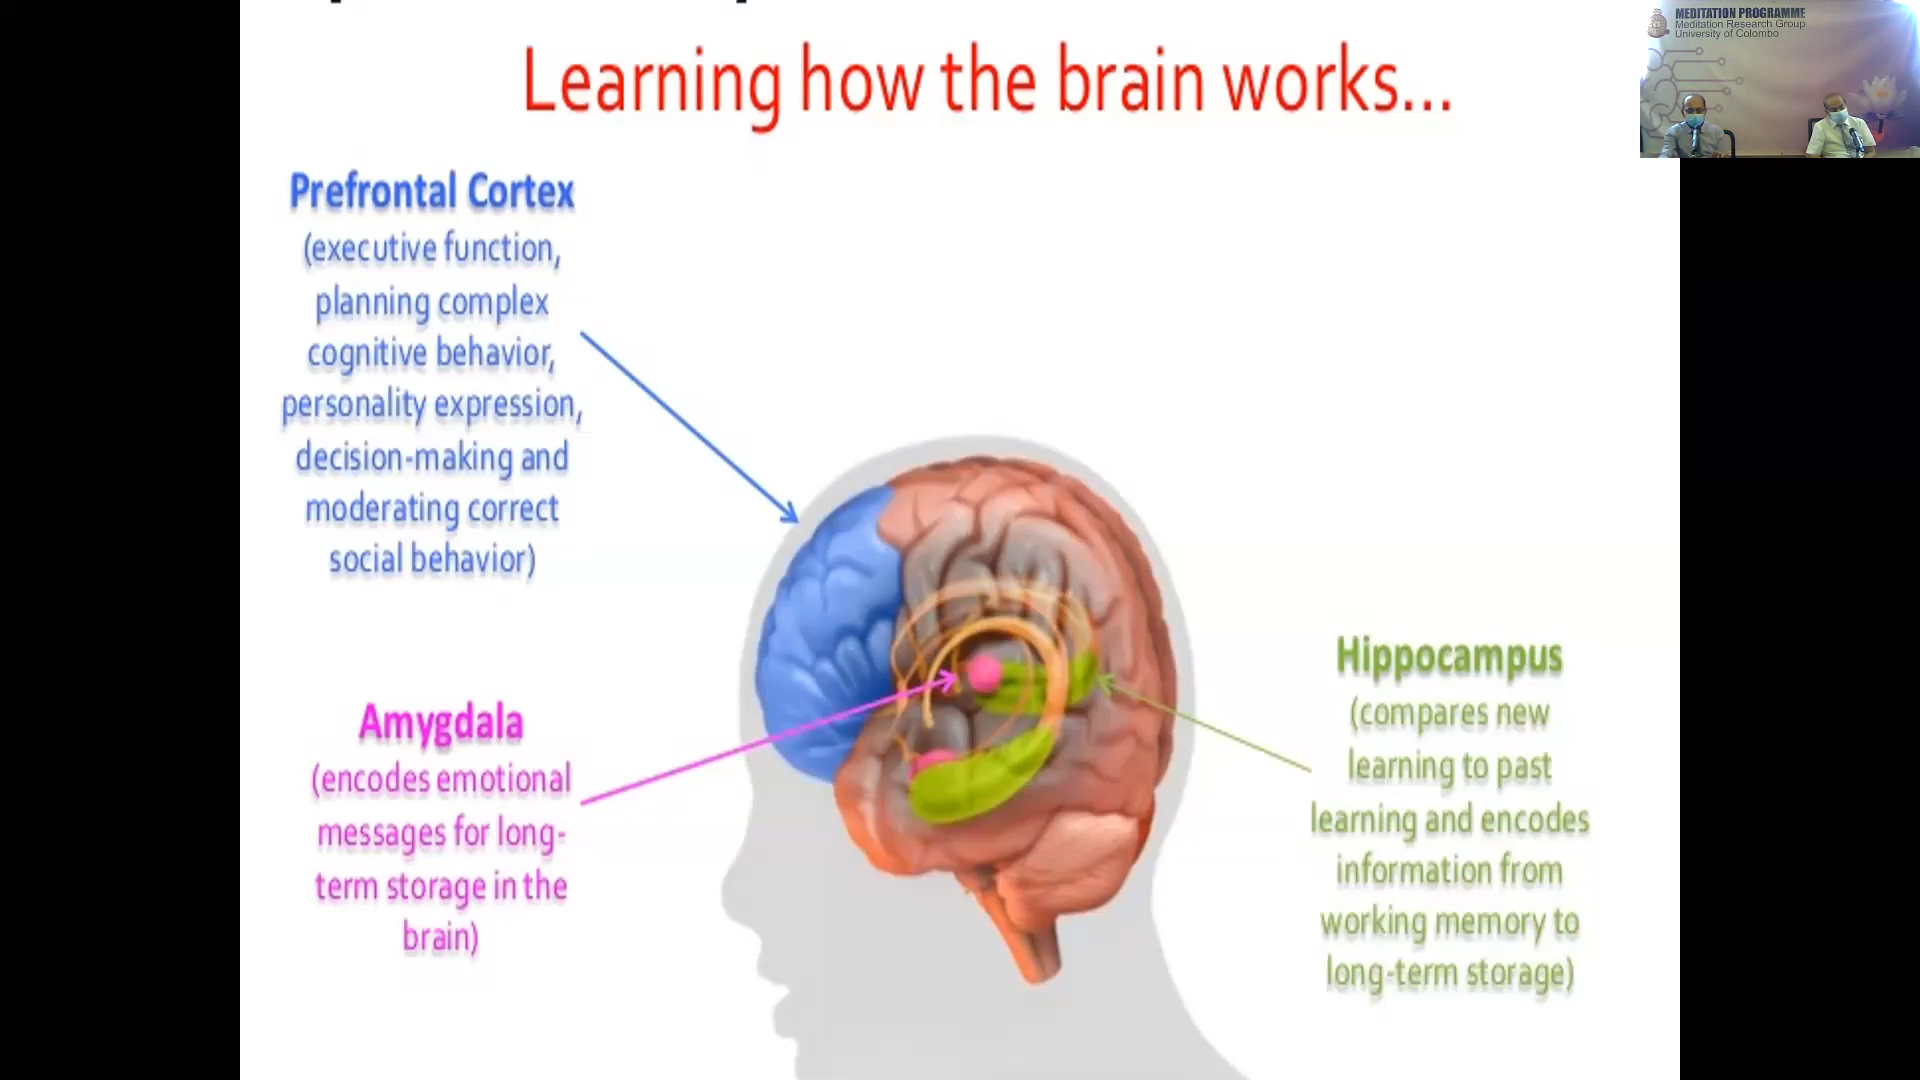 Learning how the brain works...
Prefrontal Cortex
(executive function,
planning complex
cognitive behavior,
personality expression,
decision-making and
moderating correct
social behavior)
Amygdala
(encodes emotional
messages for long-
term storage in the
brain)
Hippocampus
(compares new
learning to past
learning and encodes
information from
working memory to
long-term storage)
MEDITATION PROGRAMME
Meditation Research Group
University of Colombo